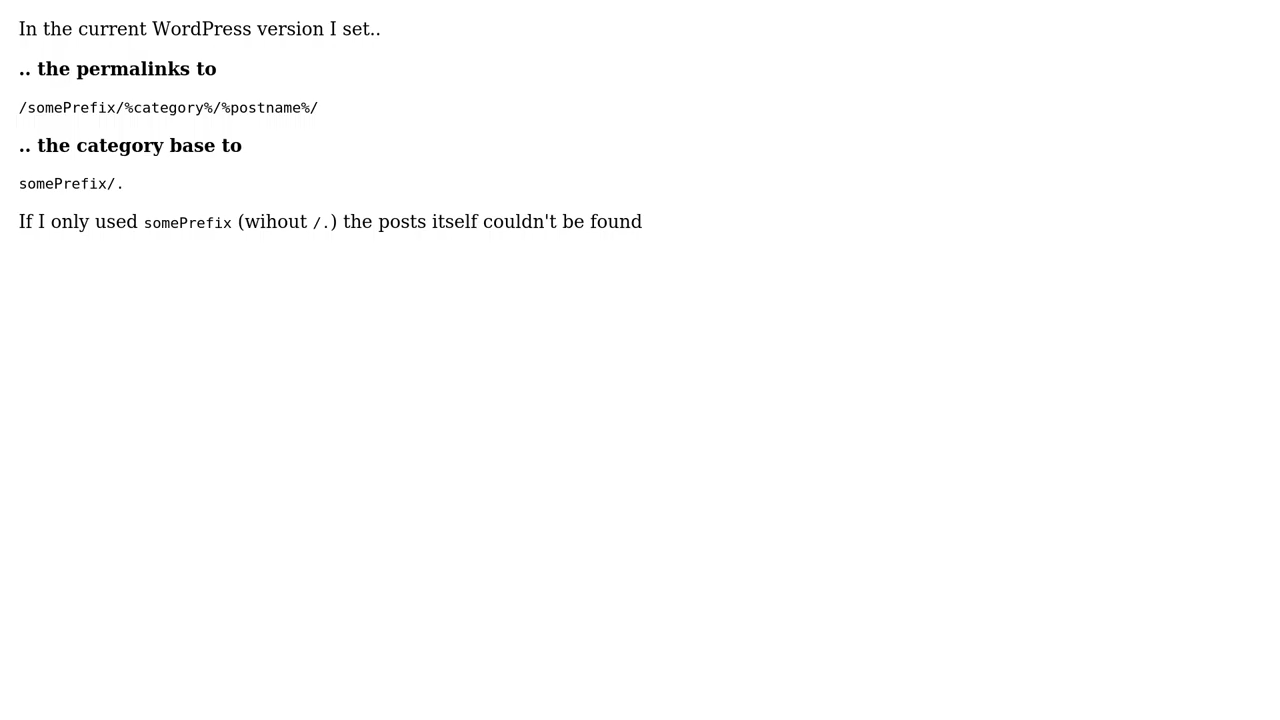 In the current WordPress version I set..
.. the permalinks to
/somePrefix/%category%/%postname%/
.. the category base to
somePrefix/.
If I only used somePrefix (wihout /.) the posts itself couldn't be found